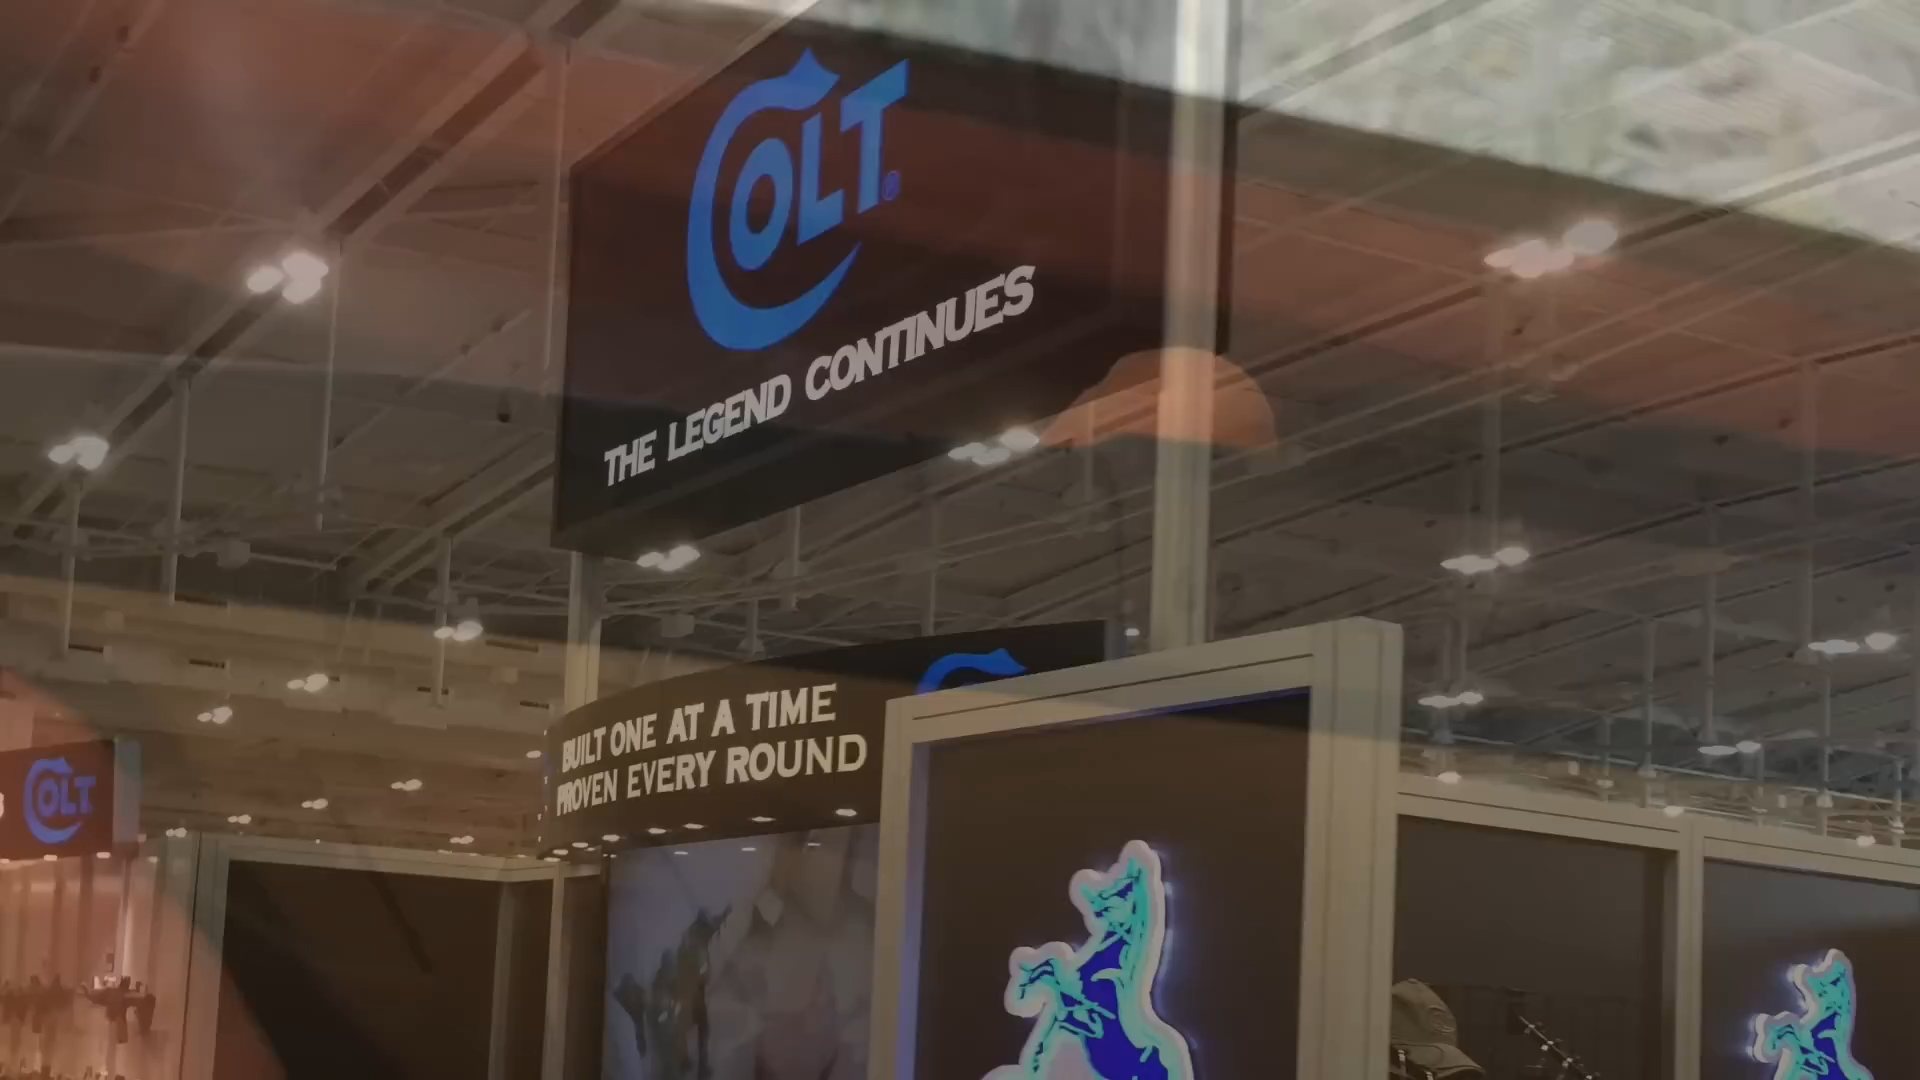 COLT®
THE LEGEND CONTINUES
BUILT ONE AT A TIME
PROVEN EVERY ROUND
COLT